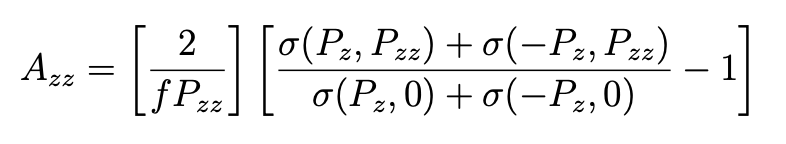 A_{zz} = \left[ \frac{2}{f P_{zz}} \right] \left[ \frac{\sigma(P_z, P_{zz}) + \sigma(-P_z, P_{zz})}{\sigma(P_z, 0) + \sigma(-P_z, 0)} - 1 \right]